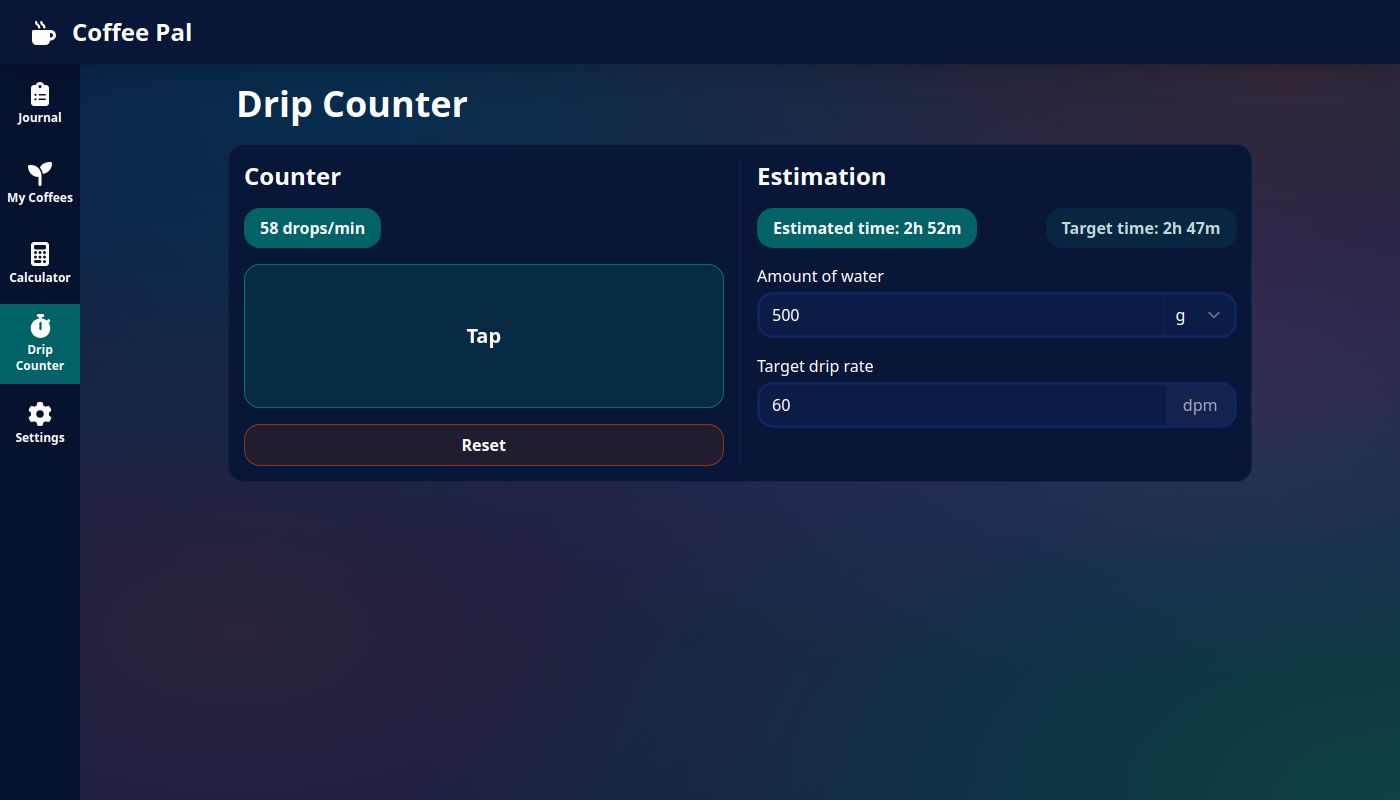 Coffee Pal
Journal
My Coffees
Calculator
Drip
Counter
Settings
Drip Counter
Counter
58 drops/min
Tap
Reset
Estimation
Estimated time: 2h 52m
Target time: 2h 47m
Amount of water
500
g
Target drip rate
60
dpm